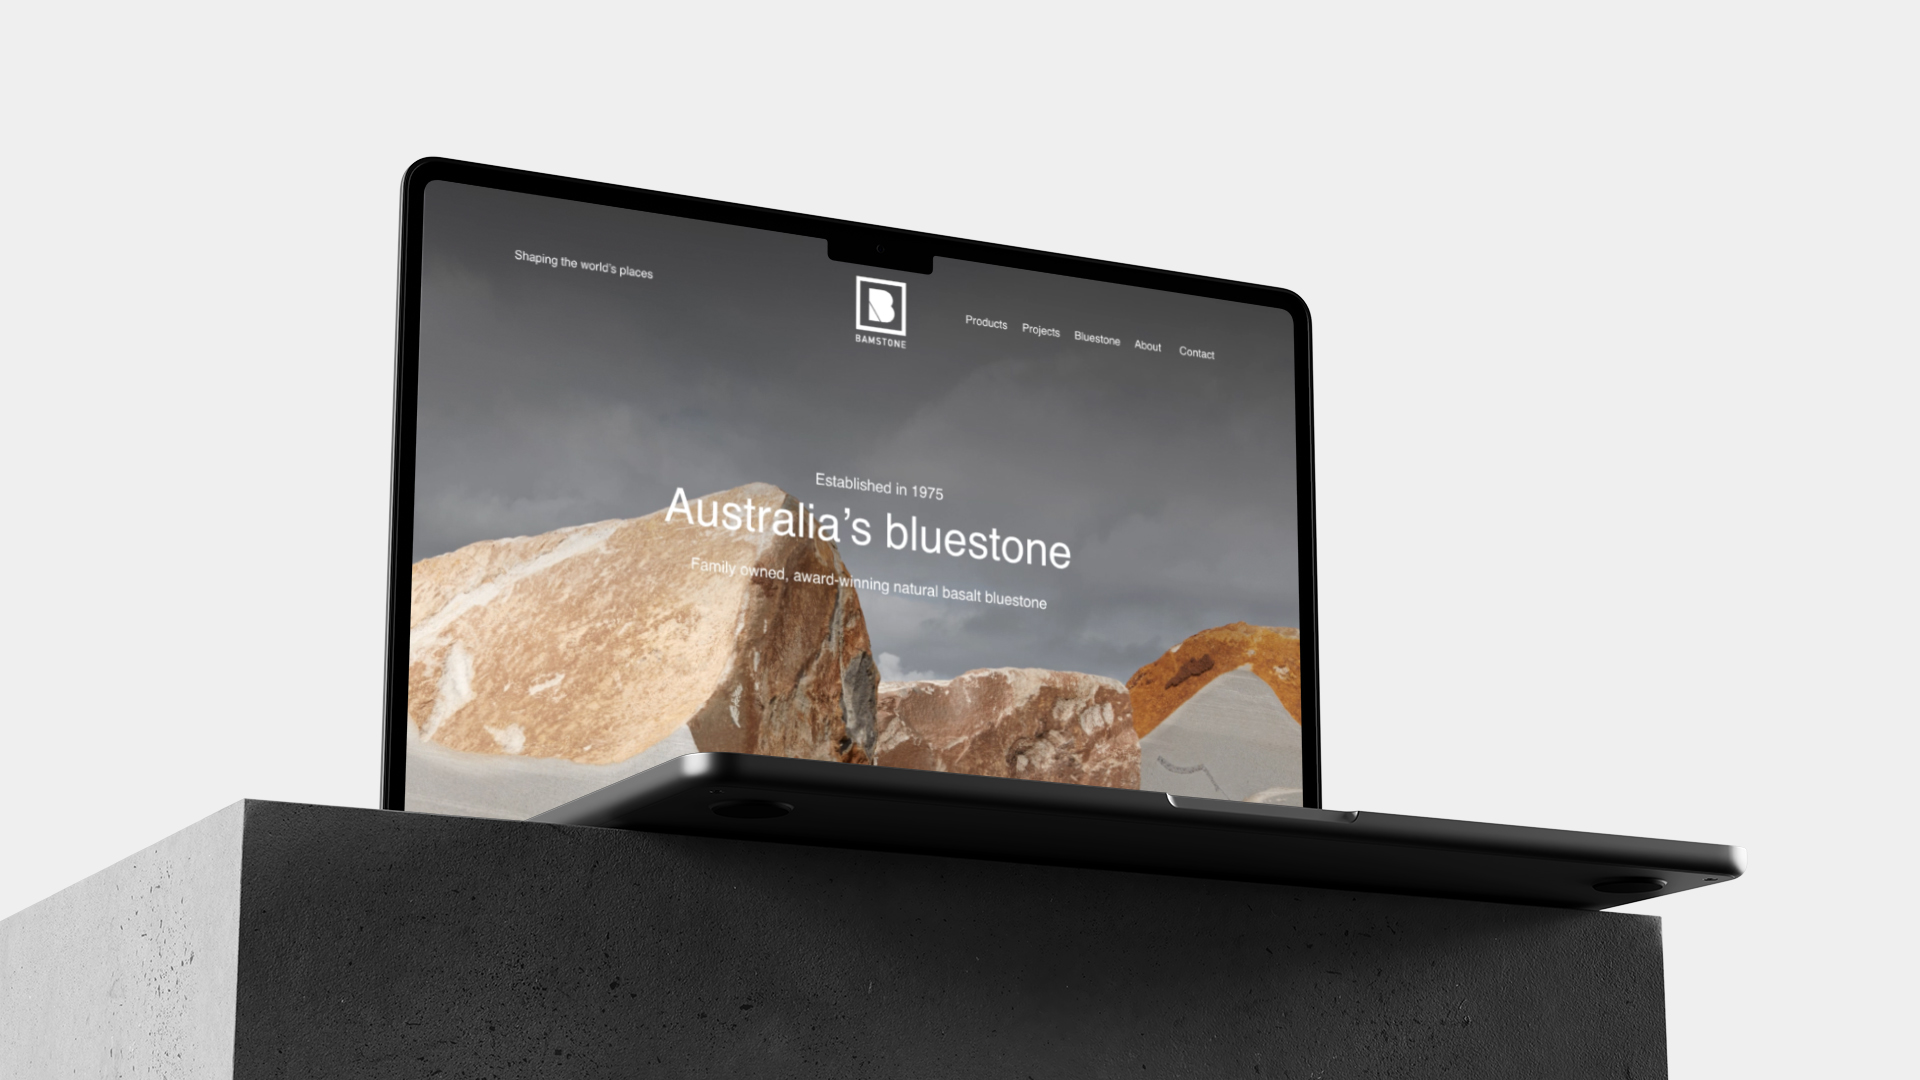 Shaping the world's places
B
BAMSTONE
Products Projects Bluestone About Contact
Established in 1975
Australia's bluestone
Family owned, award-winning natural basalt bluestone